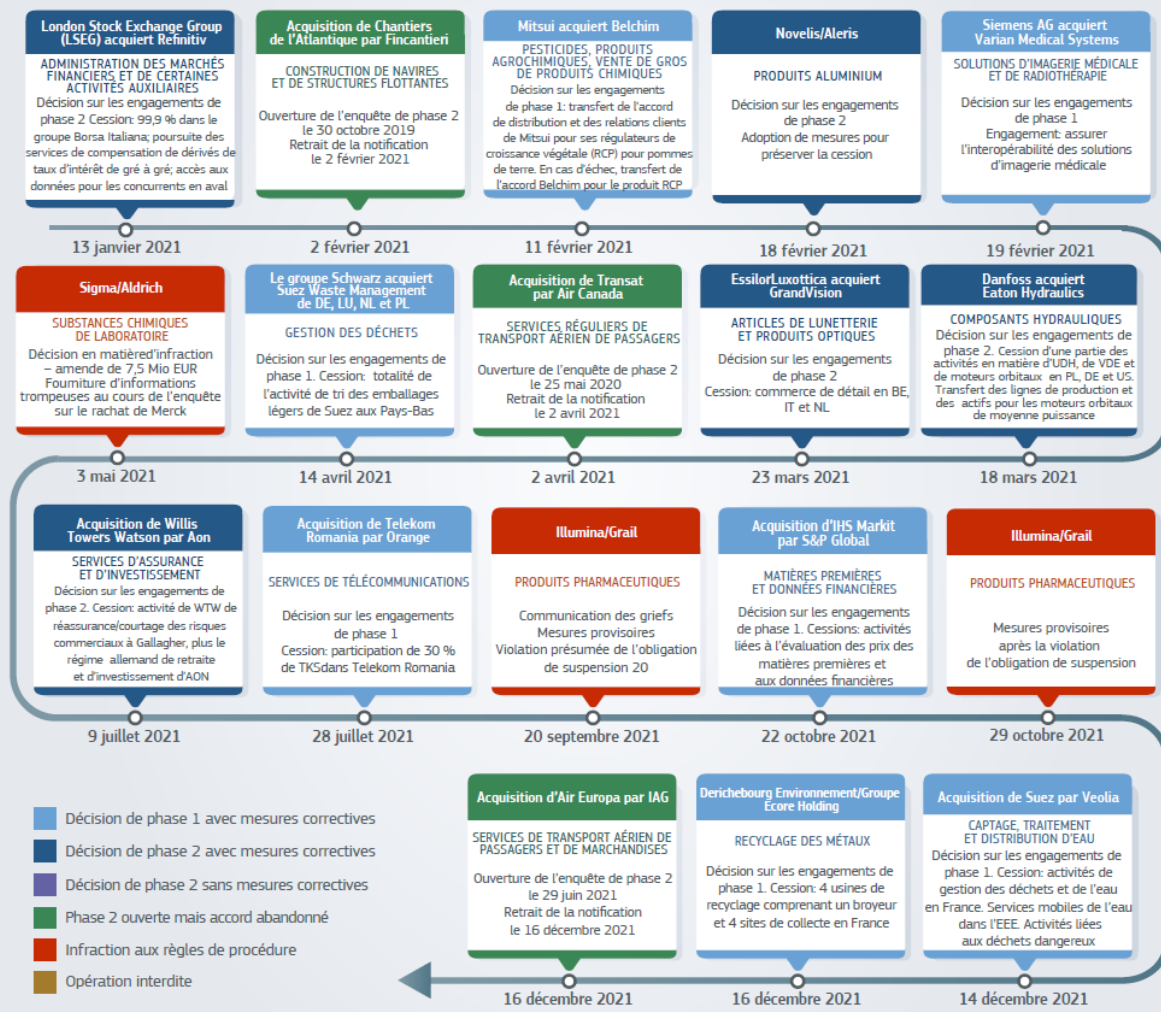 London Stock Exchange Group
(LSEG) acquiert Refinitiv
ADMINISTRATION DES MARCHÉS
FINANCIERS ET DE CERTAINES
ACTIVITÉS AUXILIAIRES
Décision sur les engagements de
phase 2 Cession: 99,9 % dans le
groupe Borsa Italiana; poursuite des
services de compensation de dérivés de
taux d'intérêt de gré à gré; accès aux
données pour les concurrents en aval
13 janvier 2021
Acquisition de Chantiers
de l'Atlantique par Fincantieri
CONSTRUCTION DE NAVIRES
ET DE STRUCTURES FLOTTANTES
Ouverture de l'enquête de phase 2
le 30 octobre 2019
Retrait de la notification
le 2 février 2021
2 février 2021
Mitsui acquiert Belchim
PESTICIDES, PRODUITS
AGROCHIMIQUES, VENTE DE GROS
DE PRODUITS CHIMIQUES
Décision sur les engagements
de phase 1: transfert de l'accord
de distribution et des relations clients
de Mitsui pour ses régulateurs de
croissance végétale (RCP) pour pommes
de terre. En cas d'échec, transfert de
l'accord Belchim pour le produit RCP
11 février 2021
Novelis/Aleris
PRODUITS ALUMINIUM
Décision sur les engagements
de phase 2
Adoption de mesures pour
préserver la cession
18 février 2021
Siemens AG acquiert
Varian Medical Systems
SOLUTIONS D'IMAGERIE MÉDICALE
ET DE RADIOTHÉRAPIE
Décision sur les engagements
de phase 1
Engagement: assurer
l'interopérabilité des solutions
d'imagerie médicale
19 février 2021
Sigma/Aldrich
SUBSTANCES CHIMIQUES
DE LABORATOIRE
Décision en matièred'infraction
– amende de 7,5 Mio EUR
Fourniture d'informations
trompeuses au cours de l'enquête
sur le rachat de Merck
3 mai 2021
Le groupe Schwarz acquiert
Suez Waste Management
de DE, LU, NL et PL
GESTION DES DÉCHETS
Décision sur les engagements de
phase 1. Cession: totalité de
l'activité de tri des emballages
légers de Suez aux Pays-Bas
14 avril 2021
Acquisition de Transat
par Air Canada
SERVICES RÉGULIERS DE
TRANSPORT AÉRIEN DE PASSAGERS
Ouverture de l'enquête de phase 2
le 25 mai 2020
Retrait de la notification
le 2 avril 2021
2 avril 2021
EssilorLuxottica acquiert
GrandVision
ARTICLES DE LUNETTERIE
ET PRODUITS OPTIQUES
Décision sur les engagements
de phase 2
Cession: commerce de détail en BE,
IT et NL
23 mars 2021
Danfoss acquiert
Eaton Hydraulics
COMPOSANTS HYDRAULIQUES
Décision sur les engagements de
phase 2. Cession d'une partie des
activités en matière d'UDH, de VDE et
de moteurs orbitaux en PL, DE et US.
Transfert des lignes de production et
des actifs pour les moteurs orbitaux
de moyenne puissance
18 mars 2021
Acquisition de Willis
Towers Watson par Aon
SERVICES D'ASSURANCE
ET D'INVESTISSEMENT
Décision sur les engagements de
phase 2. Cession: activité de WTW de
réassurance/courtage des risques
commerciaux à Gallagher, plus le
régime allemand de retraite
et d'investissement d'AON
9 juillet 2021
Acquisition de Telekom
Romania par Orange
SERVICES DE TÉLÉCOMMUNICATIONS
Décision sur les engagements
de phase 1
Cession: participation de 30 %
de TKSdans Telekom Romania
28 juillet 2021
Illumina/Grail
PRODUITS PHARMACEUTIQUES
Communication des griefs
Mesures provisoires
Violation présumée de l'obligation
de suspension 20
20 septembre 2021
Acquisition d'IHS Markit
par S&P Global
MATIÈRES PREMIÈRES
ET DONNÉES FINANCIÈRES
Décision sur les engagements
de phase 1. Cessions: activités
liées à l'évaluation des prix des
matières premières et
aux données financières
22 octobre 2021
Illumina/Grail
PRODUITS PHARMACEUTIQUES
Mesures provisoires
après la violation
de l'obligation de suspension
29 octobre 2021
Acquisition d'Air Europa par IAG
SERVICES DE TRANSPORT AÉRIEN DE
PASSAGERS ET DE MARCHANDISES
Ouverture de l'enquête de phase 2
le 29 juin 2021
Retrait de la notification
le 16 décembre 2021
16 décembre 2021
Derichebourg Environnement/Groupe
Ecore Holding
RECYCLAGE DES MÉTAUX
Décision sur les engagements de
phase 1. Cession: 4 usines de
recyclage comprenant un broyeur
et 4 sites de collecte en France
16 décembre 2021
Acquisition de Suez par Veolia
CAPTAGE, TRAITEMENT
ET DISTRIBUTION D'EAU
Décision sur les engagements de
phase 1. Cession: activités de
gestion des déchets et de l'eau
en France. Services mobiles de l'eau
dans l'EEE. Activités liées
aux déchets dangereux
14 décembre 2021
Décision de phase 1 avec mesures correctives
Décision de phase 2 avec mesures correctives
Décision de phase 2 sans mesures correctives
Phase 2 ouverte mais accord abandonné
Infraction aux règles de procédure
Opération interdite